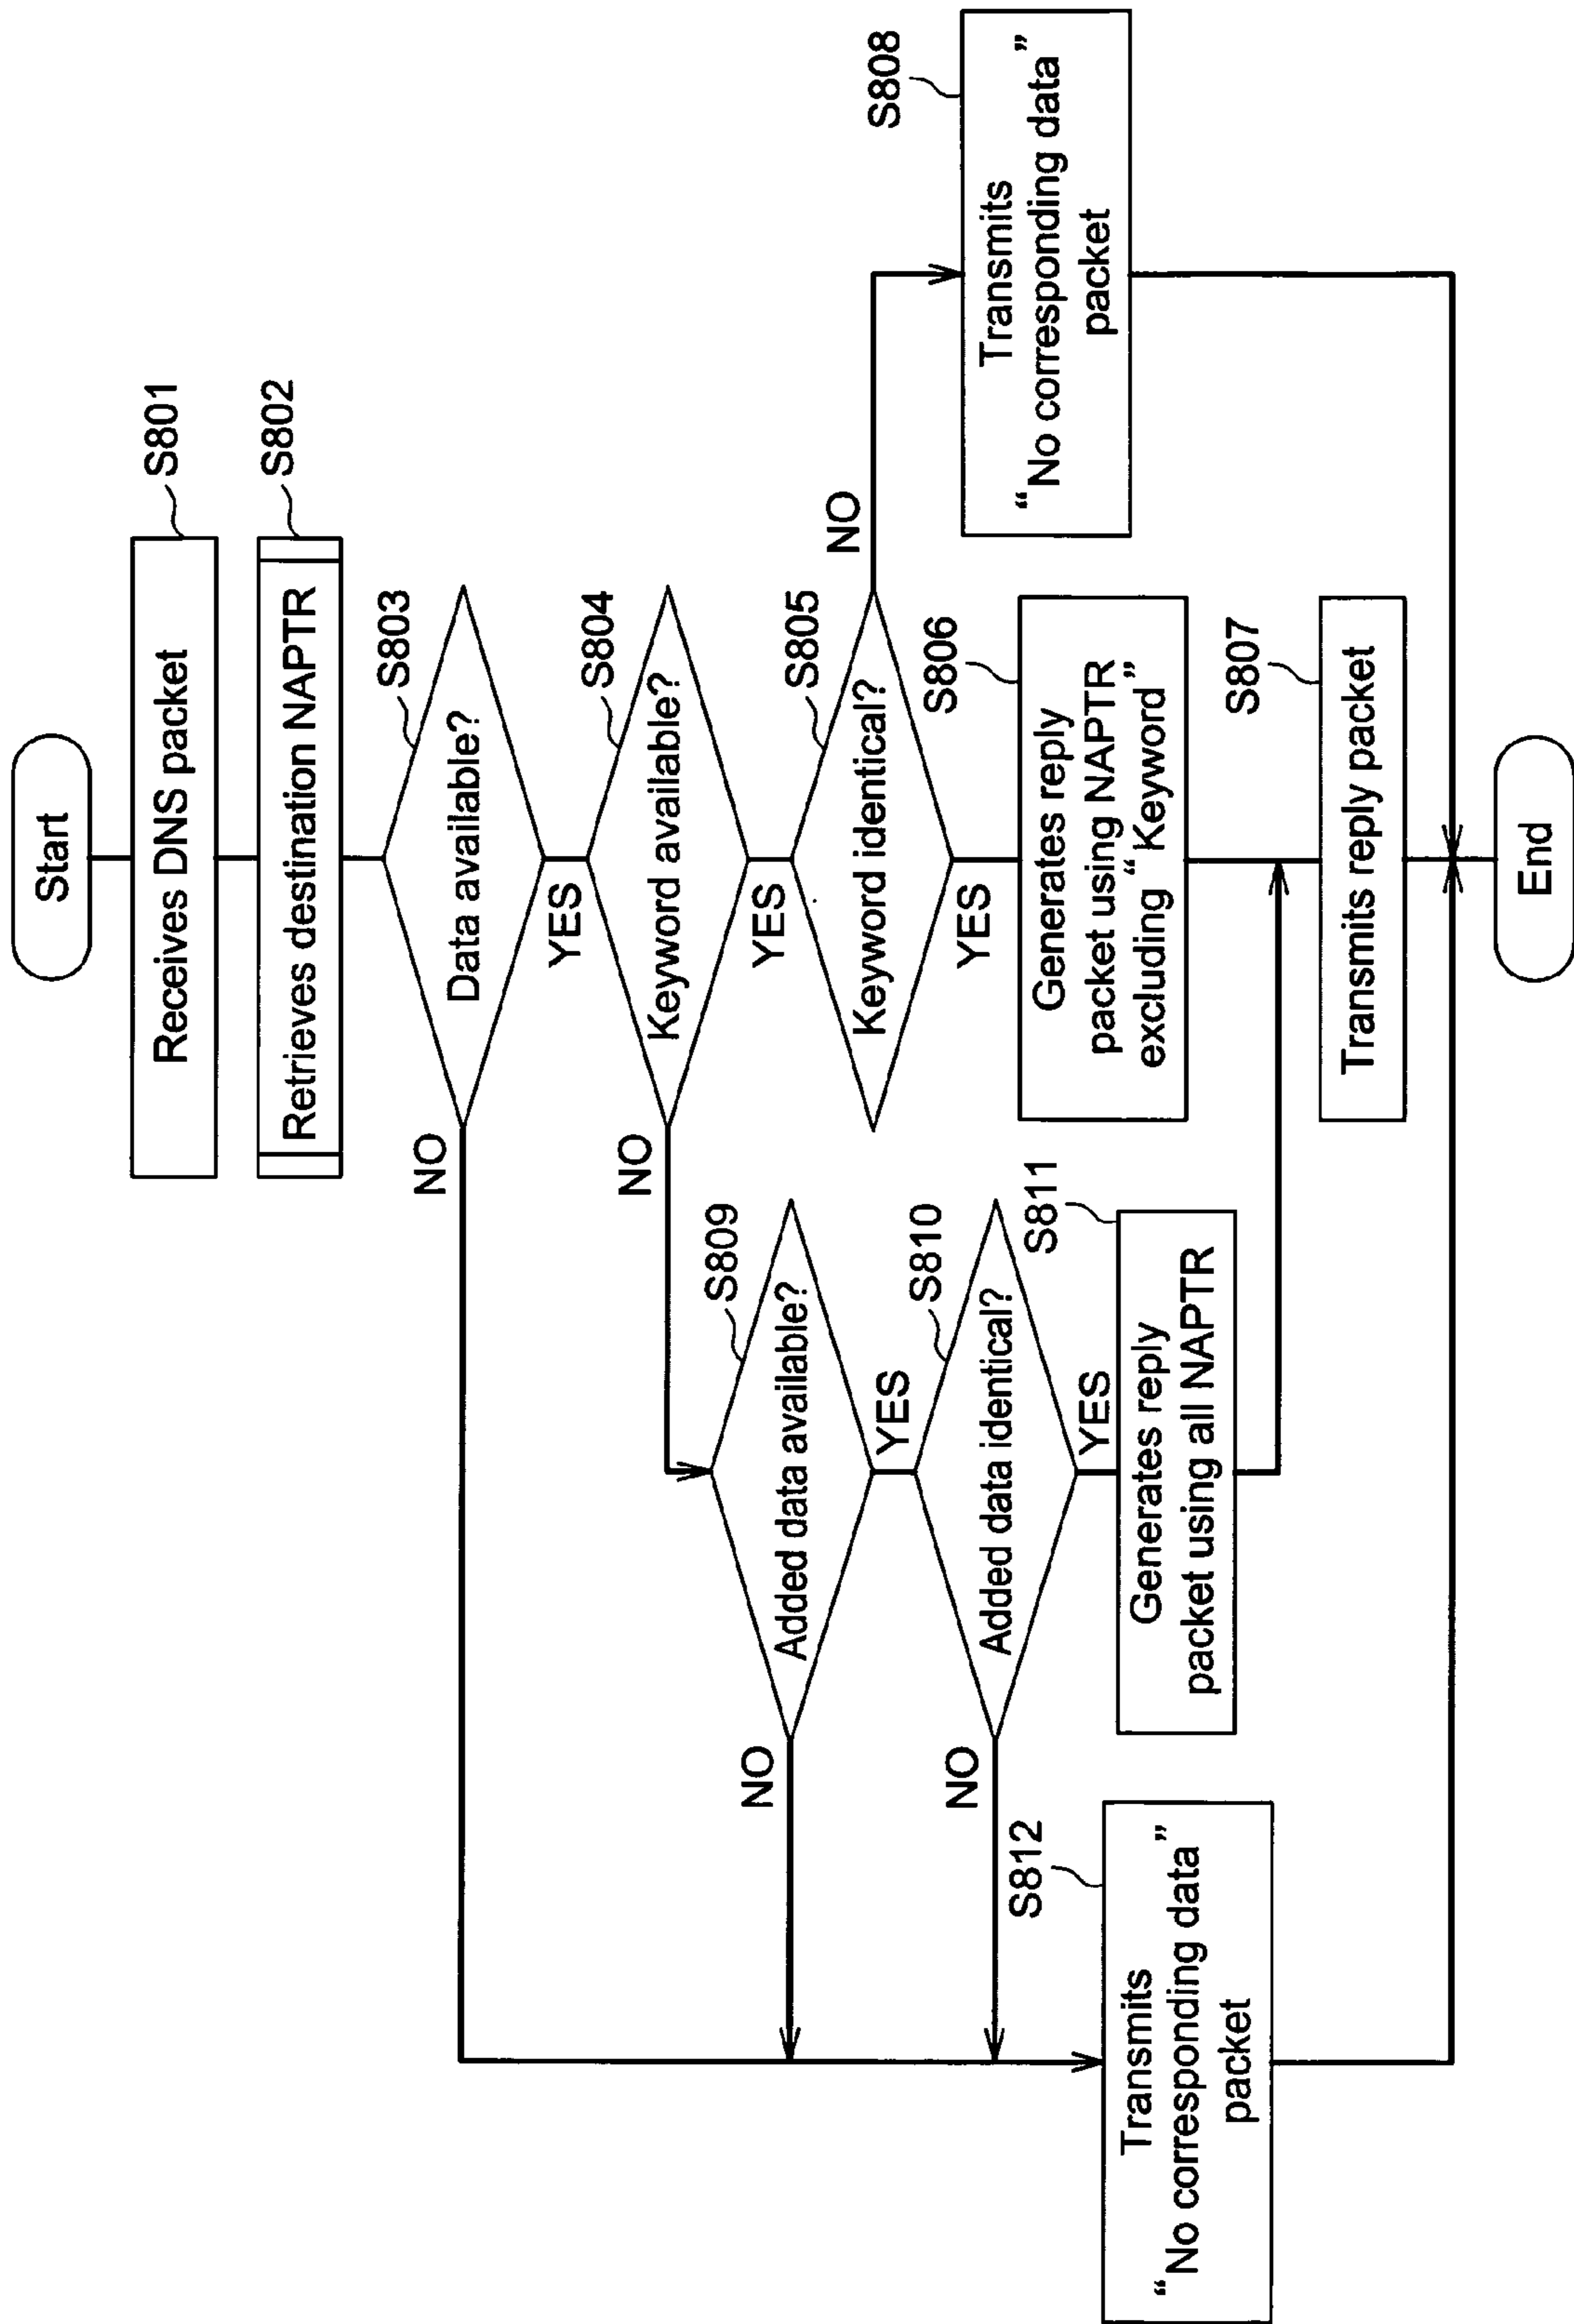 Start
Receives DNS packet
S801
Retrieves destination NAPTR
S802
Data available?
S803
NO
YES
Keyword available?
S804
NO
YES
Keyword identical?
S805
NO
YES
Generates reply
packet using NAPTR
excluding “Keyword”
S806
Transmits reply packet
S807
Transmits
“No corresponding data”
packet
S808
Added data available?
S809
NO
YES
Added data identical?
S810
NO
YES
Generates reply
packet using all NAPTR
S811
Transmits
“No corresponding data”
packet
S812
End